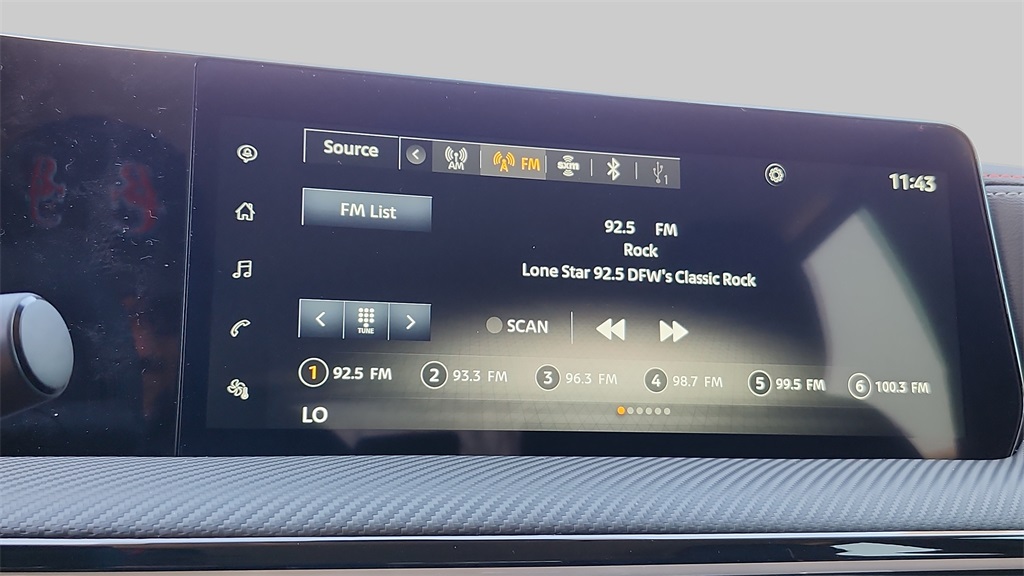 Source
AM
A FM
sxm
1
11:43
FM List
92.5 FM
Rock
Lone Star 92.5 DFW's Classic Rock
TUNE
SCAN
1 92.5 FM
2 93.3 FM
3 96.3 FM
4 98.7 FM
5 99.5 FM
6 100.3 FM
LO